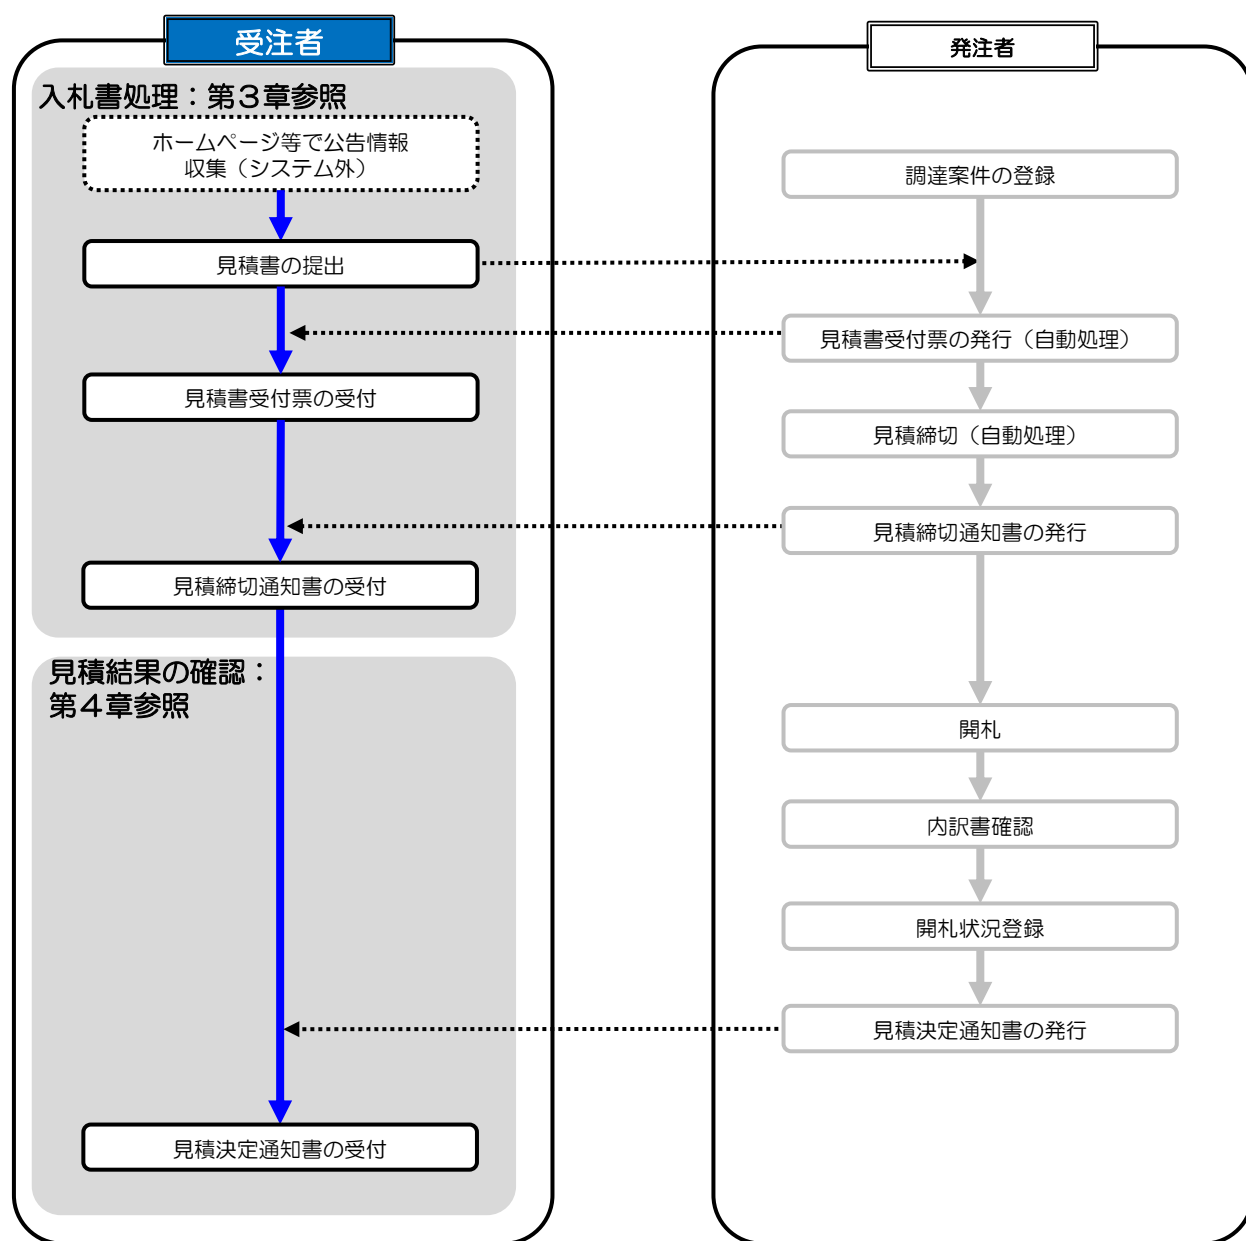 受注者
入札書処理：第３章参照
ホームページ等で公告情報
収集（システム外）
見積書の提出
見積書受付票の受付
見積締切通知書の受付
見積結果の確認：
第４章参照
見積決定通知書の受付
発注者
調達案件の登録
見積書受付票の発行（自動処理）
見積締切（自動処理）
見積締切通知書の発行
開札
内訳書確認
開札状況登録
見積決定通知書の発行